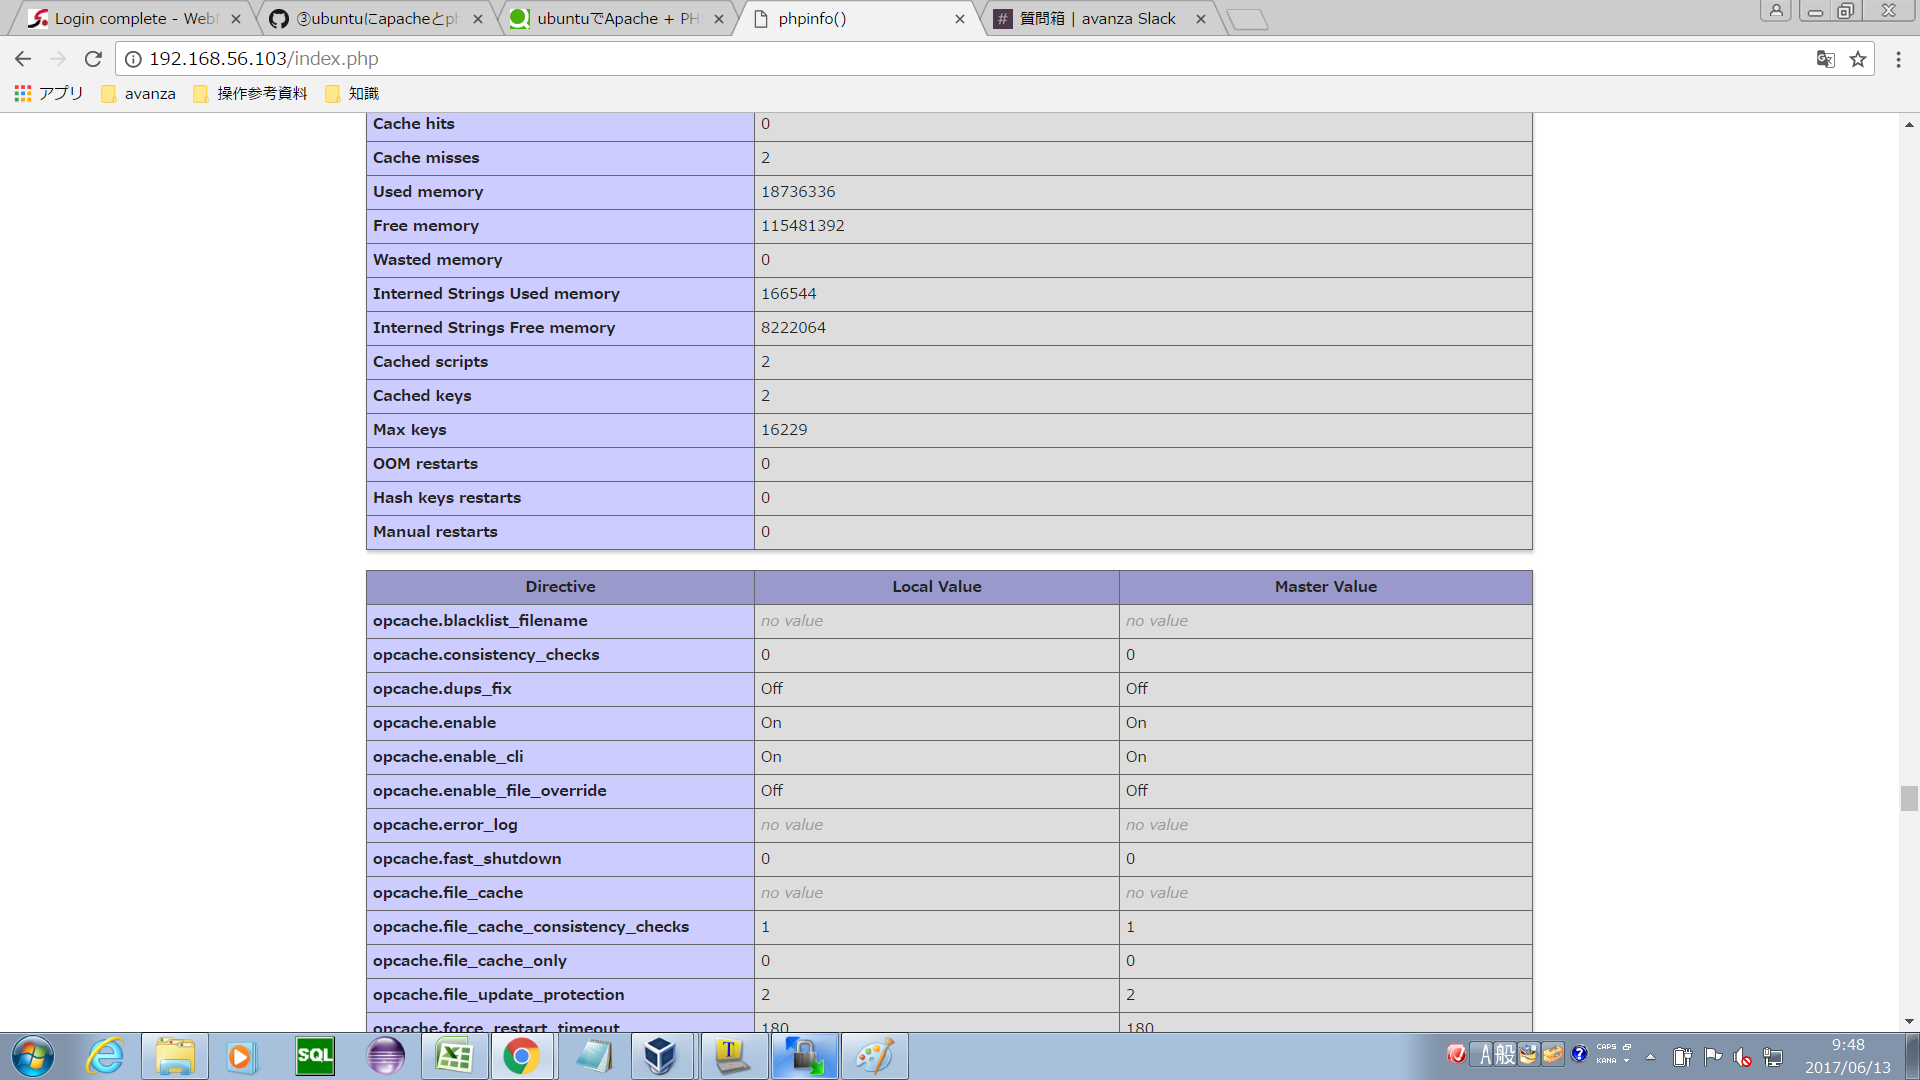 Login complete - Web
③ubuntuにapacheとph
ubuntuでApache + PH
phpinfo()
質問箱 | avanza Slack
192.168.56.103/index.php
アプリ
avanza
操作参考資料
知識
Cache hits 0
Cache misses 2
Used memory 18736336
Free memory 115481392
Wasted memory 0
Interned Strings Used memory 166544
Interned Strings Free memory 8222064
Cached scripts 2
Cached keys 2
Max keys 16229
OOM restarts 0
Hash keys restarts 0
Manual restarts 0
Directive Local Value Master Value
opcache.blacklist_filename no value no value
opcache.consistency_checks 0 0
opcache.dups_fix Off Off
opcache.enable On On
opcache.enable_cli On On
opcache.enable_file_override Off Off
opcache.error_log no value no value
opcache.fast_shutdown 0 0
opcache.file_cache no value no value
opcache.file_cache_consistency_checks 1 1
opcache.file_cache_only 0 0
opcache.file_update_protection 2 2
opcache.force_restart_timeout 180 180
SQL
A 般
CAPS
KANA
9:48
2017/06/13